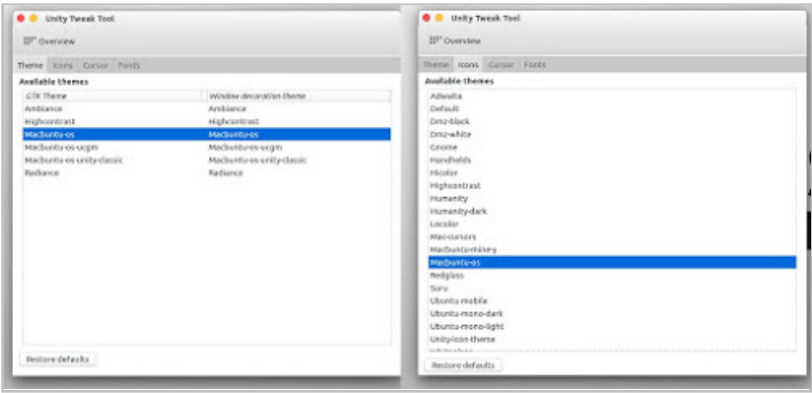 Unity Tweak Tool
Overview
Theme Icons Cursor Fonts
Available themes
GTK Theme Window decoration theme
Ambiance Ambiance
Highcontrast Highcontrast
Macbuntu-os Macbuntu-os
Macbuntu-os-ucgm Macbuntu-os-ucgm
Macbuntu-os-unity-classic Macbuntu-os-unity-classic
Radiance Radiance
Restore defaults
Unity Tweak Tool
Overview
Theme Icons Cursor Fonts
Available themes
Adwaita
Default
Dmz-black
Dmz-white
Gnome
Handhelds
Hicolor
Highcontrast
Humanity
Humanity-dark
Locolor
Mac-cursors
Macbuntu-mine-y
Macbuntu-os
Redglass
Suru
Ubuntu-mobile
Ubuntu-mono-dark
Ubuntu-mono-light
Unity-icon-theme
Restore defaults